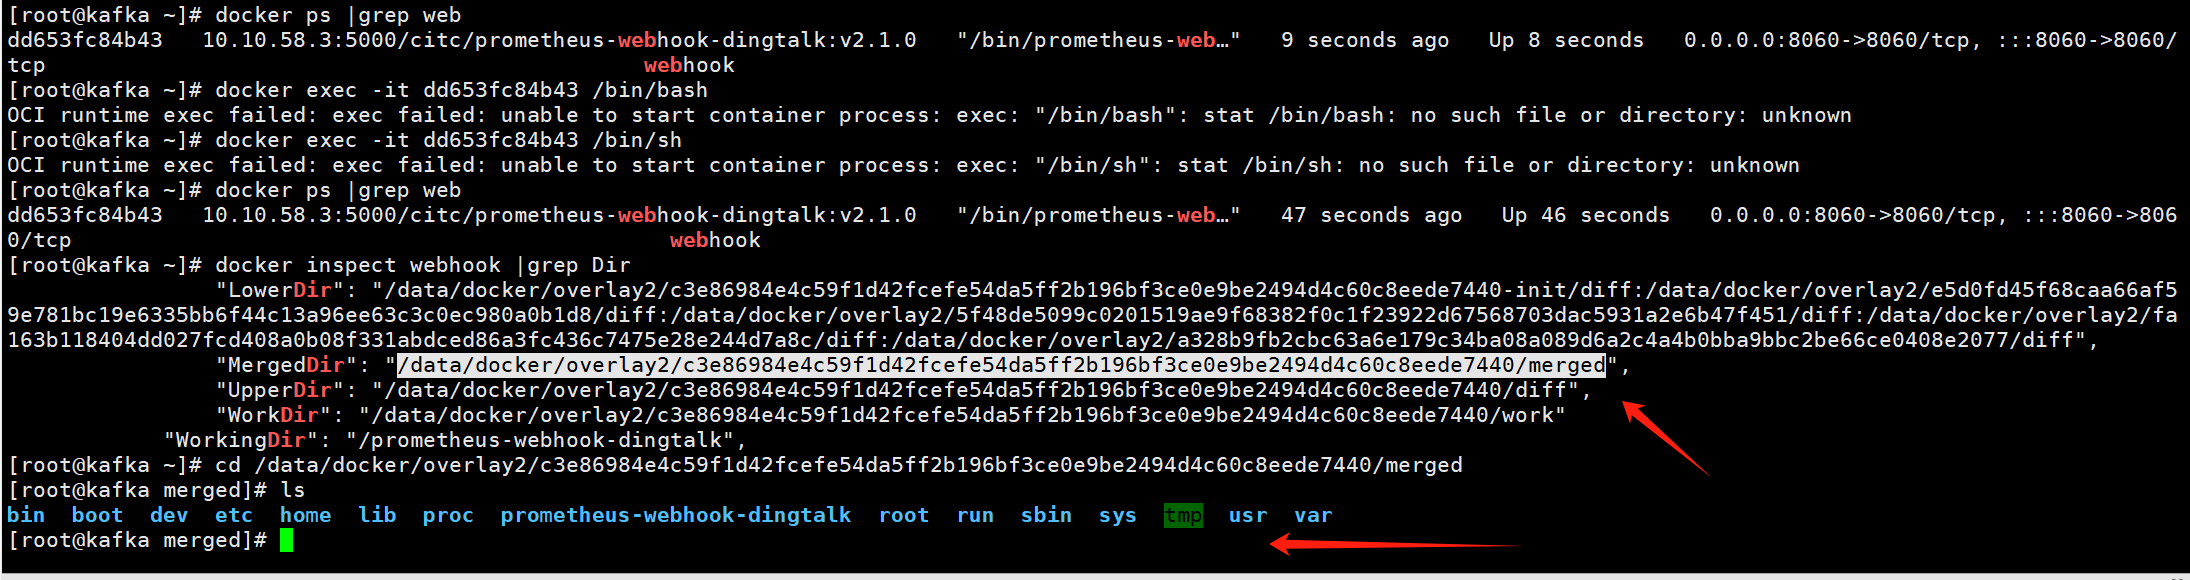 [root@kafka ~]# docker ps |grep web
dd653fc84b43   10.10.58.3:5000/citc/prometheus-webhook-dingtalk:v2.1.0   "/bin/prometheus-web…"   9 seconds ago   Up 8 seconds   0.0.0.0:8060->8060/tcp, :::8060->8060/
tcp                                              webhook
[root@kafka ~]# docker exec -it dd653fc84b43 /bin/bash
OCI runtime exec failed: exec failed: unable to start container process: exec: "/bin/bash": stat /bin/bash: no such file or directory: unknown
[root@kafka ~]# docker exec -it dd653fc84b43 /bin/sh
OCI runtime exec failed: exec failed: unable to start container process: exec: "/bin/sh": stat /bin/sh: no such file or directory: unknown
[root@kafka ~]# docker ps |grep web
dd653fc84b43   10.10.58.3:5000/citc/prometheus-webhook-dingtalk:v2.1.0   "/bin/prometheus-web…"   47 seconds ago   Up 46 seconds   0.0.0.0:8060->8060/tcp, :::8060->806
0/tcp                                              webhook
[root@kafka ~]# docker inspect webhook |grep Dir
                "LowerDir": "/data/docker/overlay2/c3e86984e4c59f1d42fcefe54da5ff2b196bf3ce0e9be2494d4c60c8eede7440-init/diff:/data/docker/overlay2/e5d0fd45f68caa66af5
9e781bc19e6335bb6f44c13a96ee63c3c0ec980a0b1d8/diff:/data/docker/overlay2/5f48de5099c0201519ae9f68382f0c1f23922d67568703dac5931a2e6b47f451/diff:/data/docker/overlay2/fa
163b118404dd027fcd408a0b08f331abdced86a3fc436c7475e28e244d7a8c/diff:/data/docker/overlay2/a328b9fb2cbc63a6e179c34ba08a089d6a2c4a4b0bba9bbc2be66ce0408e2077/diff",
                "MergedDir": "/data/docker/overlay2/c3e86984e4c59f1d42fcefe54da5ff2b196bf3ce0e9be2494d4c60c8eede7440/merged",
                "UpperDir": "/data/docker/overlay2/c3e86984e4c59f1d42fcefe54da5ff2b196bf3ce0e9be2494d4c60c8eede7440/diff",
                "WorkDir": "/data/docker/overlay2/c3e86984e4c59f1d42fcefe54da5ff2b196bf3ce0e9be2494d4c60c8eede7440/work"
            "WorkingDir": "/prometheus-webhook-dingtalk",
[root@kafka ~]# cd /data/docker/overlay2/c3e86984e4c59f1d42fcefe54da5ff2b196bf3ce0e9be2494d4c60c8eede7440/merged
[root@kafka merged]# ls
bin  boot  dev  etc  home  lib  proc  prometheus-webhook-dingtalk  root  run  sbin  sys  tmp  usr  var
[root@kafka merged]#